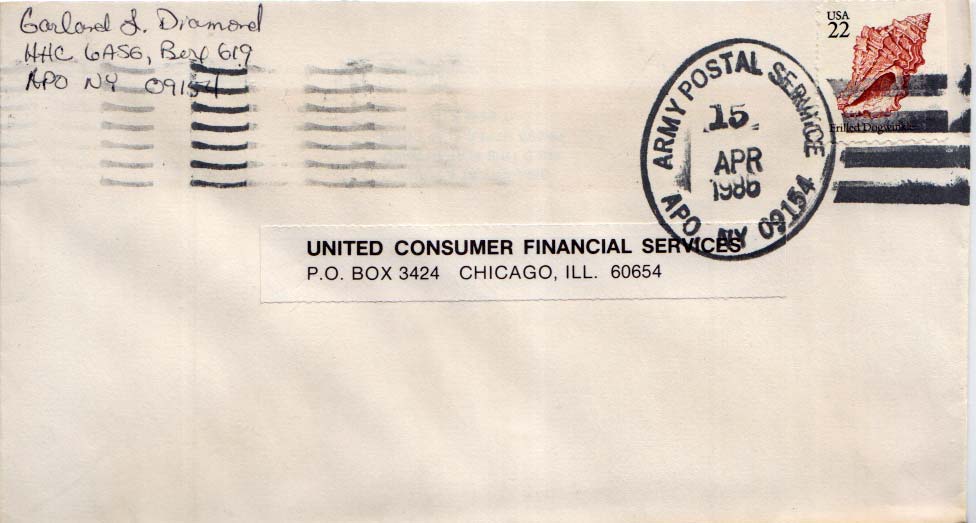 Garland L. Diamond
HHC 6ASG, Box 619
APO NY 09154
USA
22
Frilled Dogwinkle
ARMY POSTAL SERVICE
15
APR
1986
APO NY 09154
UNITED CONSUMER FINANCIAL SERVICES
P.O. BOX 3424 CHICAGO, ILL. 60654